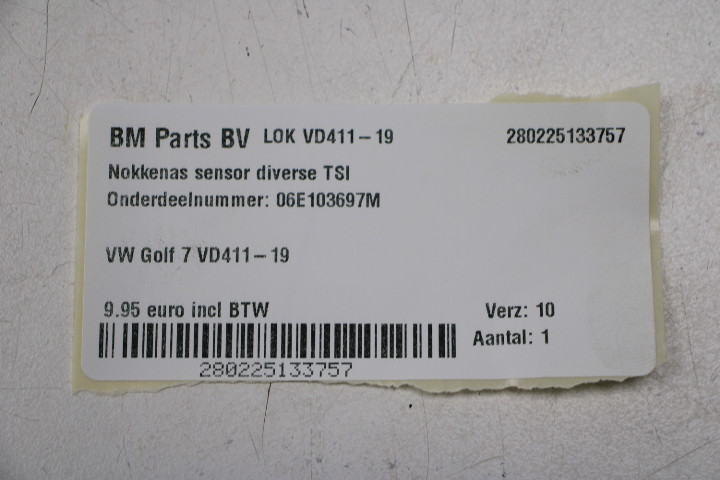 BM Parts BV LOK VD411-19 280225133757
Nokkenas sensor diverse TSI
Onderdeelnummer: 06E103697M
VW Golf 7 VD411-19
9.95 euro incl BTW Verz: 10
Aantal: 1
280225133757